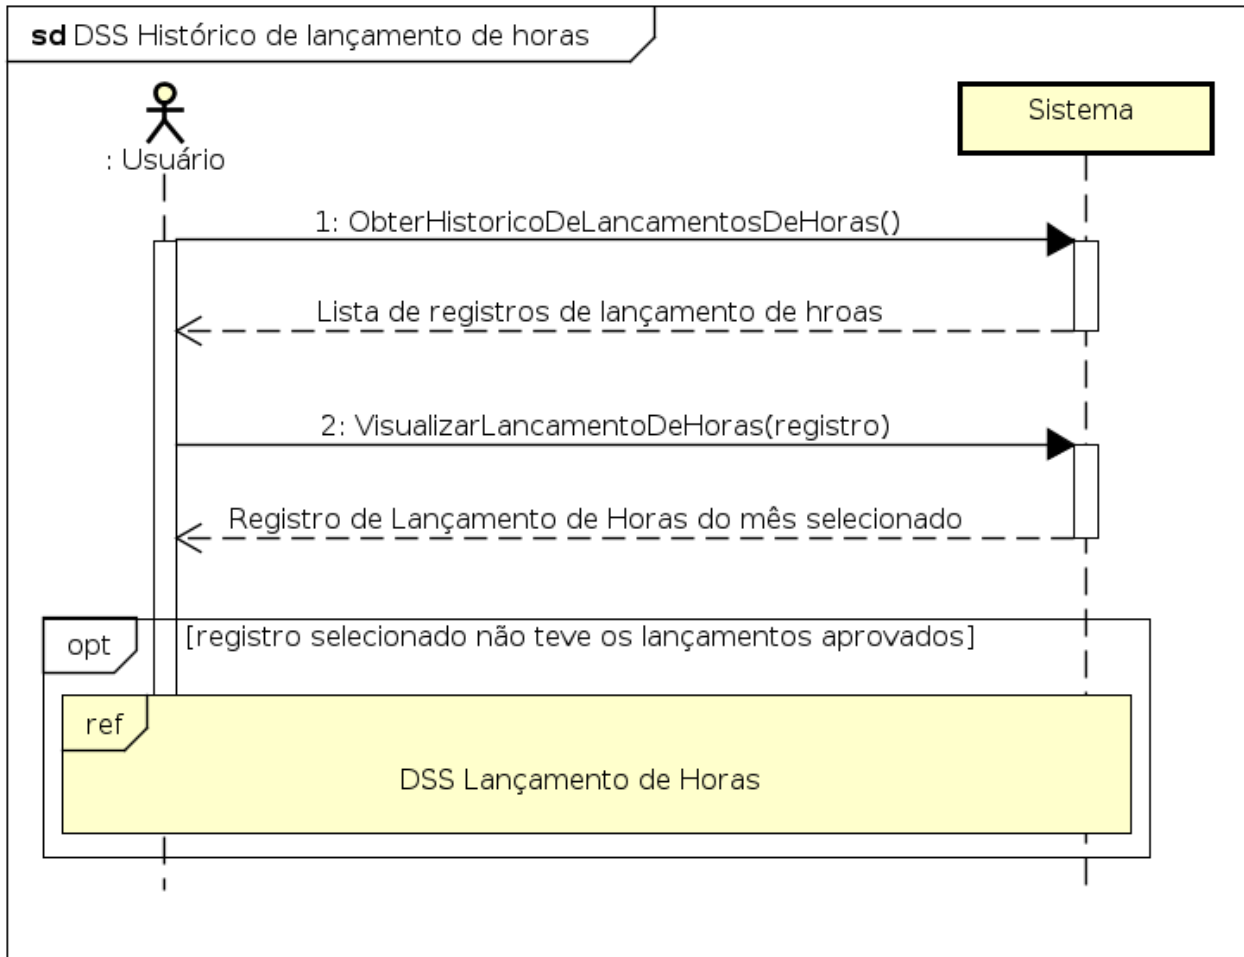 sd DSS Histórico de lançamento de horas
Sistema
: Usuário
1: ObterHistoricoDeLancamentosDeHoras()
Lista de registros de lançamento de hroas
2: VisualizarLancamentoDeHoras(registro)
Registro de Lançamento de Horas do mês selecionado
opt [registro selecionado não teve os lançamentos aprovados]
ref
DSS Lançamento de Horas